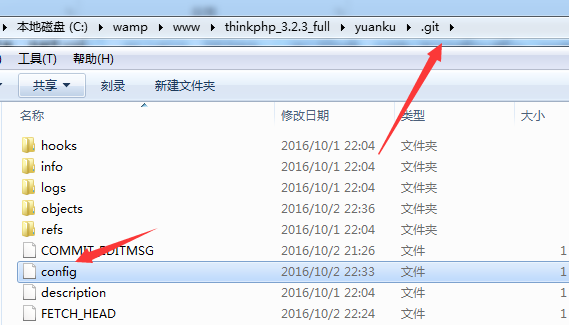 本地磁盘 (C:) ▸ wamp ▸ www ▸ thinkphp_3.2.3_full ▸ yuanku ▸ .git ▸
工具(T) 帮助(H)
共享 ▼ 刻录 新建文件夹
名称 修改日期 类型 大小
hooks 2016/10/1 22:04 文件夹
info 2016/10/1 22:04 文件夹
logs 2016/10/1 22:04 文件夹
objects 2016/10/2 22:36 文件夹
refs 2016/10/1 22:04 文件夹
COMMIT_EDITMSG 2016/10/2 21:26 文件 1
config 2016/10/2 22:33 文件 1
description 2016/10/1 22:04 文件 1
FETCH_HEAD 2016/10/2 22:24 文件 1